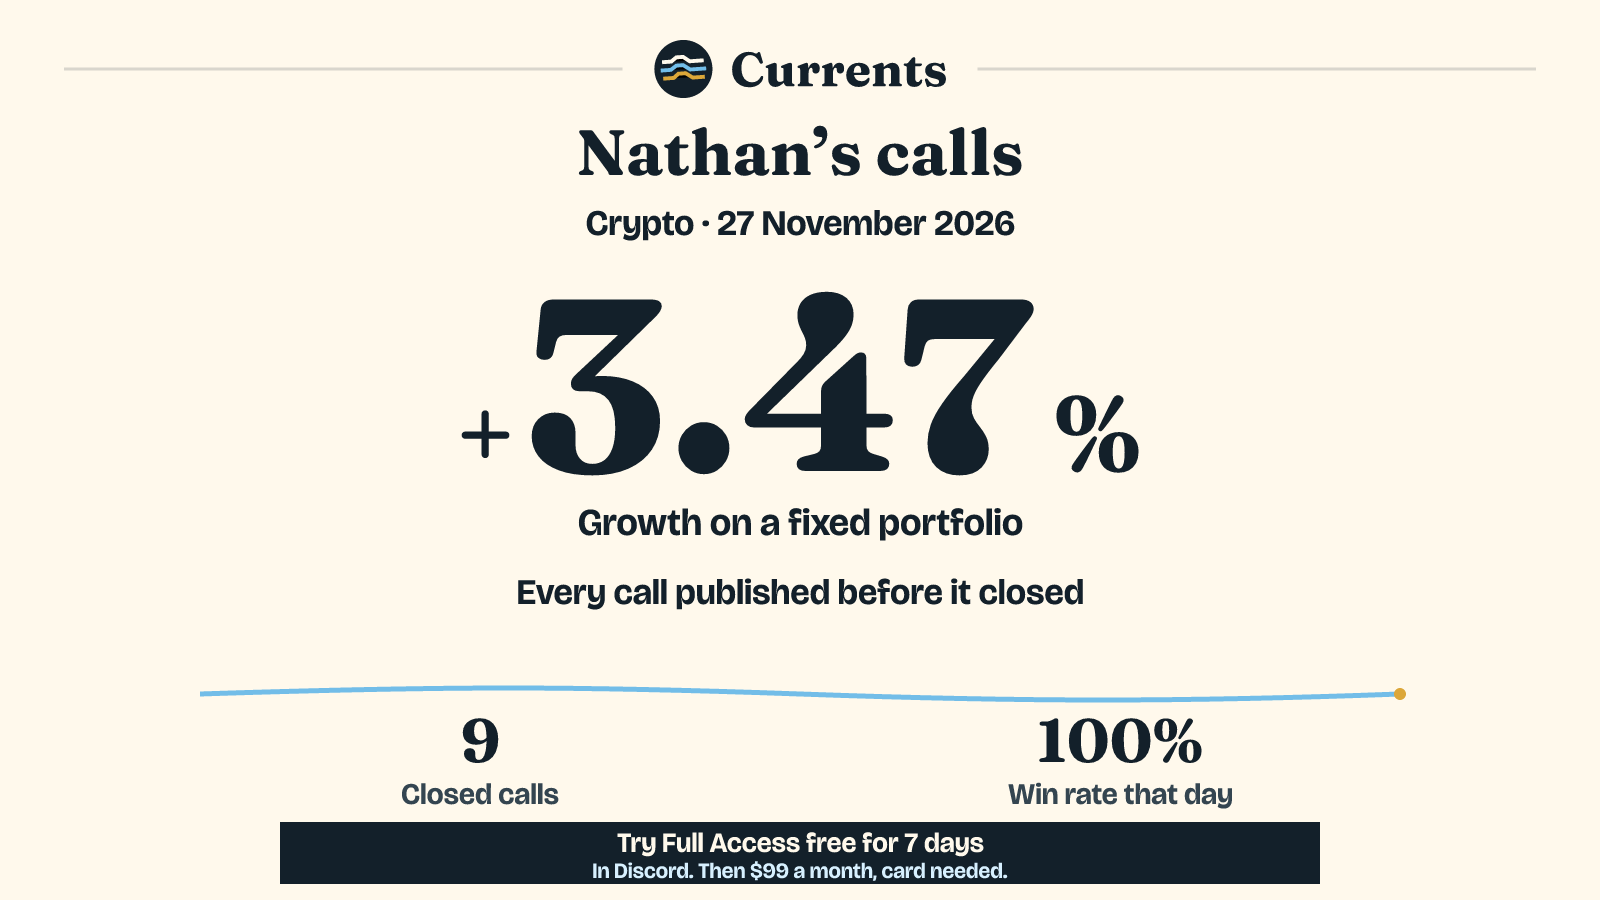 Currents
Nathan’s calls
Crypto · 27 November 2026
+3.47 %
Growth on a fixed portfolio
Every call published before it closed
9
Closed calls
100%
Win rate that day
Try Full Access free for 7 days
In Discord. Then $99 a month, card needed.